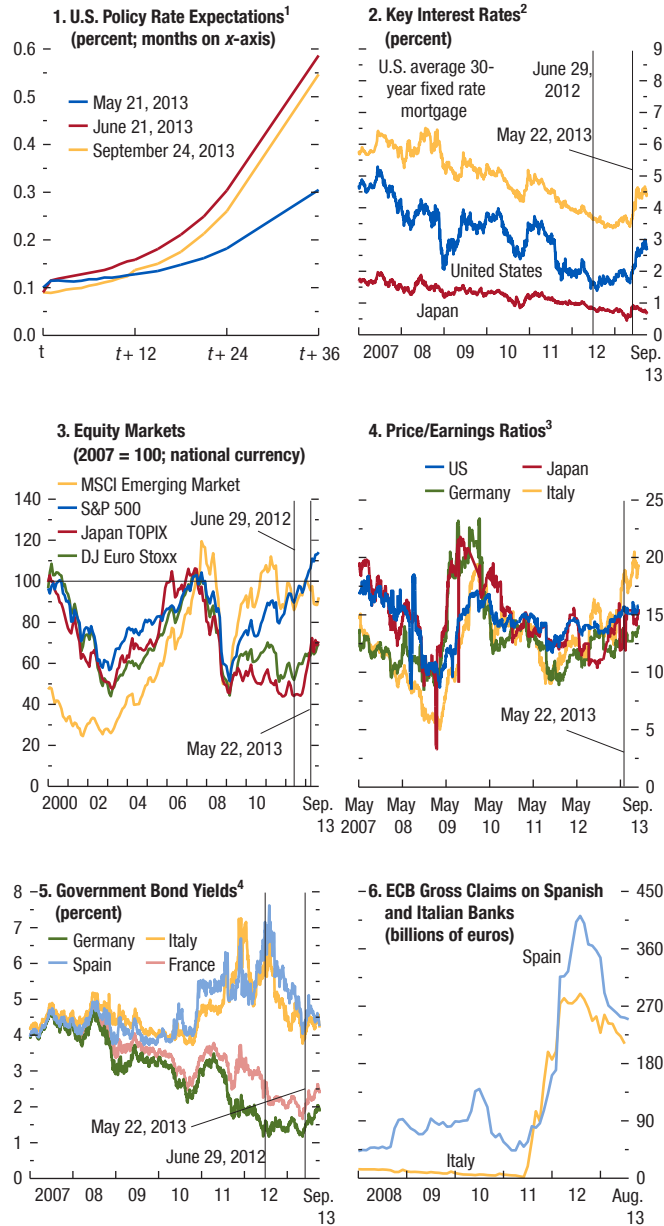 1. U.S. Policy Rate Expectations¹
(percent; months on x-axis)
0.6
0.5
0.4
0.3
0.2
0.1
0.0
May 21, 2013
June 21, 2013
September 24, 2013
t
t + 12
t + 24
t + 36
2. Key Interest Rates²
(percent)
U.S. average 30-
year fixed rate
mortgage
June 29,
2012
May 22, 2013
United States
Japan
9
8
7
6
5
4
3
2
1
0
2007 08 09 10 11 12 Sep.
13
3. Equity Markets
(2007 = 100; national currency)
140
120
100
80
60
40
20
0
MSCI Emerging Market
S&P 500
Japan TOPIX
DJ Euro Stoxx
June 29, 2012
May 22, 2013
2000 02 04 06 08 10 Sep.
13
4. Price/Earnings Ratios³
US
Japan
Germany
Italy
25
20
15
10
5
0
May 22, 2013
May May May May May May Sep.
2007 08 09 10 11 12 13
5. Government Bond Yields⁴
(percent)
8
7
6
5
4
3
2
1
0
Germany
Italy
Spain
France
May 22, 2013
June 29, 2012
2007 08 09 10 11 12 Sep.
13
6. ECB Gross Claims on Spanish
and Italian Banks
(billions of euros)
Spain
Italy
450
360
270
180
90
0
2008 09 10 11 12 Aug.
13